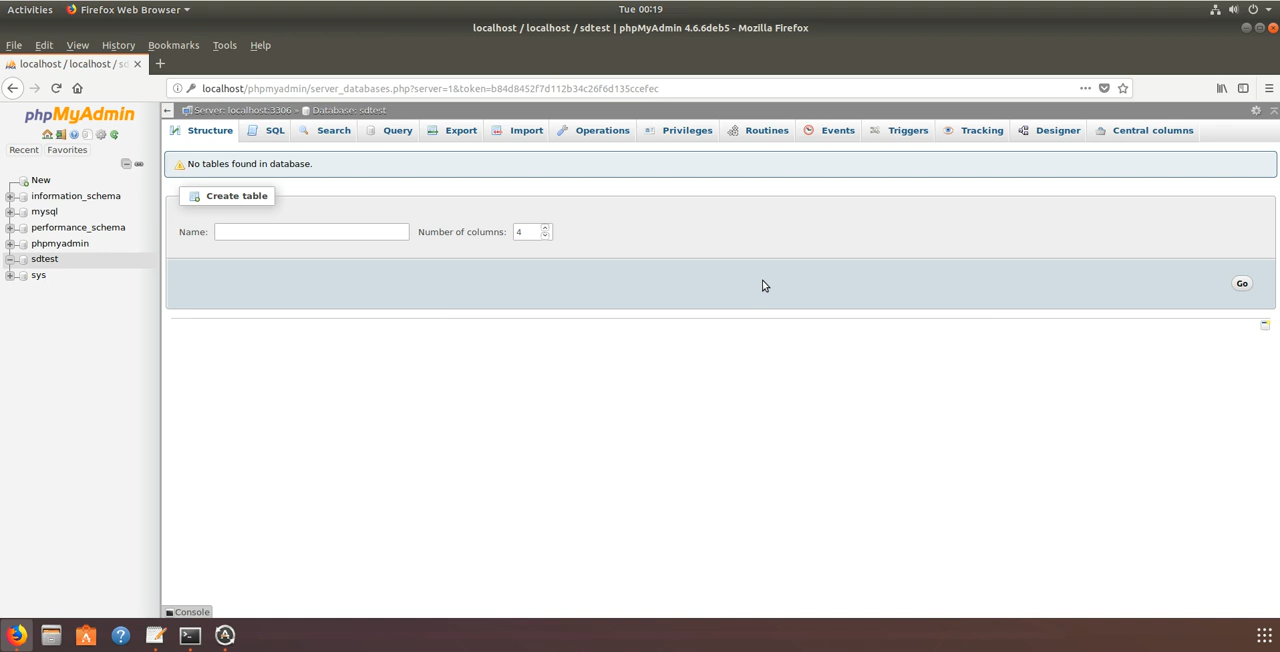 Activities Firefox Web Browser Tue 00:19
localhost / localhost / sdtest | phpMyAdmin 4.6.6deb5 - Mozilla Firefox
File Edit View History Bookmarks Tools Help
localhost / localhost / sd
localhost/phpmyadmin/server_databases.php?server=1&token=b84d8452f7d112b34c26f6d135ccefec
phpMyAdmin
Recent Favorites
New
information_schema
mysql
performance_schema
phpmyadmin
sdtest
sys
Server: localhost:3306 » Database: sdtest
Structure SQL Search Query Export Import Operations Privileges Routines Events Triggers Tracking Designer Central columns
No tables found in database.
Create table
Name: Number of columns: 4
Go
Console